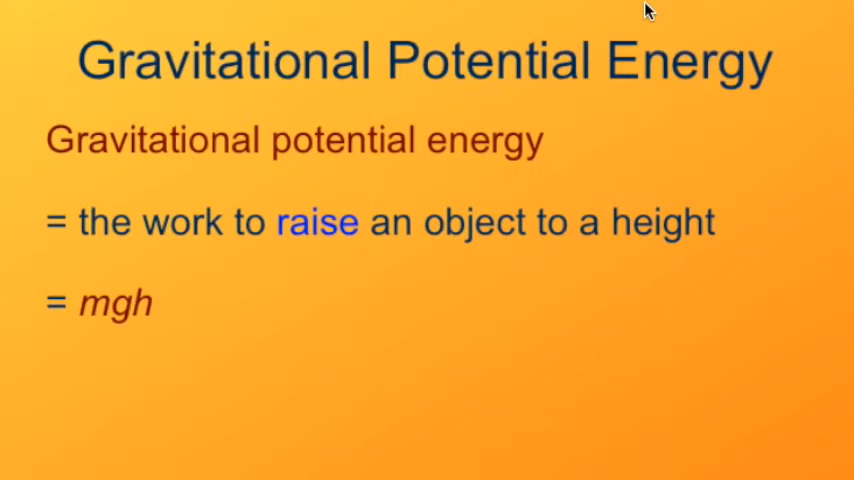 Gravitational Potential Energy
Gravitational potential energy
= the work to raise an object to a height
= mgh